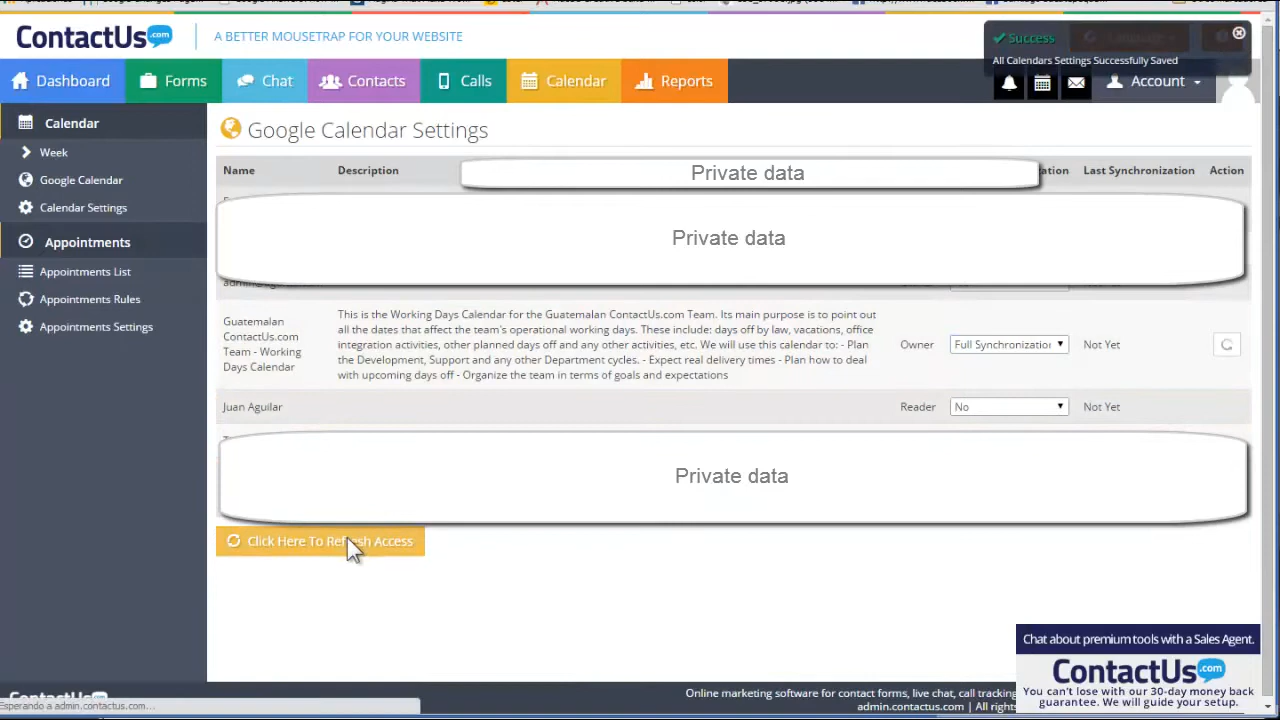 ContactUs.com
A BETTER MOUSETRAP FOR YOUR WEBSITE
Success
All Calendars Settings Successfully Saved
Dashboard Forms Chat Contacts Calls Calendar Reports Account
Calendar
Week
Google Calendar
Calendar Settings
Appointments
Appointments List
Appointments Rules
Appointments Settings
Google Calendar Settings
Name Description Private data Last Synchronization Action
Private data
Guatemalan ContactUs.com Team - Working Days Calendar
This is the Working Days Calendar for the Guatemalan ContactUs.com Team. Its main purpose is to point out
all the dates that affect the team's operational working days. These include: days off by law, vacations, office
integration activities, other planned days off and any other activities, etc. We will use this calendar to: - Plan
the Development, Support and any other Department cycles. - Expect real delivery times - Plan how to deal
with upcoming days off - Organize the team in terms of goals and expectations
Owner Full Synchronization Not Yet
Juan Aguilar Reader No Not Yet
Private data
Click Here To Refresh Access
Chat about premium tools with a Sales Agent.
ContactUs.com
You can't lose with our 30-day money back
guarantee. We will guide your setup.
Online marketing software for contact forms, live chat, call tracking
admin.contactus.com | All rights
Esperando a admin.contactus.com...